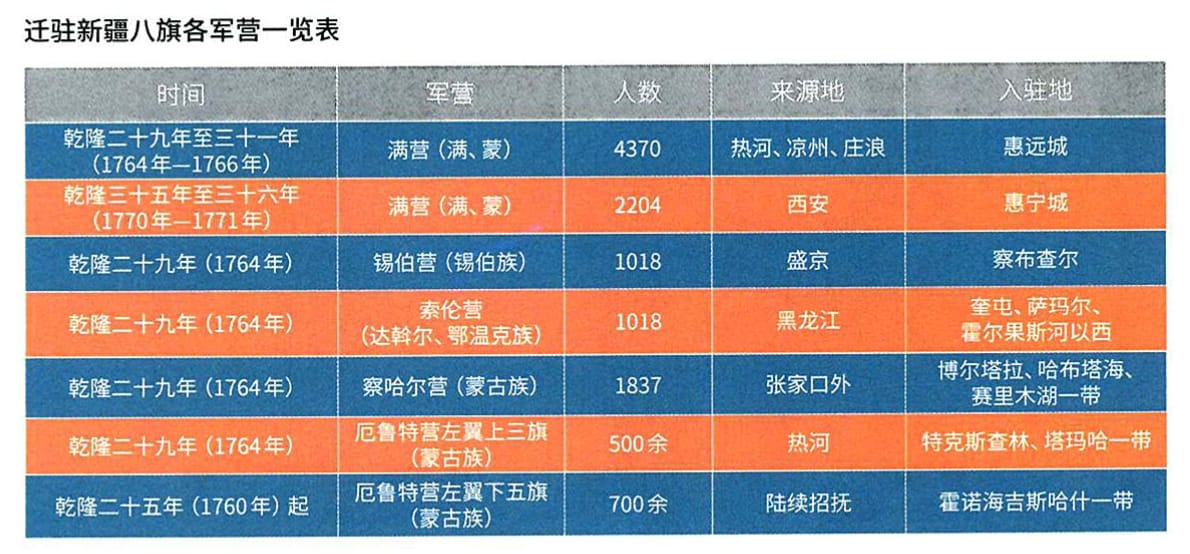 迁驻新疆八旗各军营一览表
时间 军营 人数 来源地 入驻地
乾隆二十九年至三十一年
(1764年—1766年) 满营(满、蒙) 4370 热河、凉州、庄浪 惠远城
乾隆三十五年至三十六年
(1770年—1771年) 满营(满、蒙) 2204 西安 惠宁城
乾隆二十九年(1764年) 锡伯营(锡伯族) 1018 盛京 察布查尔
乾隆二十九年(1764年) 索伦营
(达斡尔、鄂温克族) 1018 黑龙江 奎屯、萨玛尔、
霍尔果斯河以西
乾隆二十九年(1764年) 察哈尔营(蒙古族) 1837 张家口外 博尔塔拉、哈布塔海、
赛里木湖一带
乾隆二十九年(1764年) 厄鲁特营左翼上三旗
(蒙古族) 500余 热河 特克斯查林、塔玛哈一带
乾隆二十五年(1760年)起 厄鲁特营左翼下五旗
(蒙古族) 700余 陆续招抚 霍诺海吉斯哈什一带